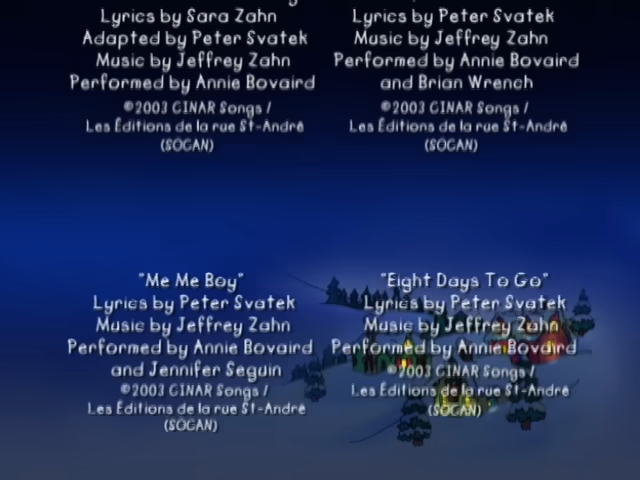 Lyrics by Sara Zahn
Adapted by Peter Svatek
Music by Jeffrey Zahn
Performed by Annie Bovaird
©2003 CINAR Songs /
Les Éditions de la rue St-André
(SOCAN)
Lyrics by Peter Svatek
Music by Jeffrey Zahn
Performed by Annie Bovaird
and Brian Wrench
©2003 CINAR Songs /
Les Éditions de la rue St-André
(SOCAN)
"Me Me Boy"
Lyrics by Peter Svatek
Music by Jeffrey Zahn
Performed by Annie Bovaird
and Jennifer Seguin
©2003 CINAR Songs /
Les Éditions de la rue St-André
(SOCAN)
"Eight Days To Go"
Lyrics by Peter Svatek
Music by Jeffrey Zahn
Performed by Annie Bovaird
©2003 CINAR Songs /
Les Éditions de la rue St-André
(SOCAN)